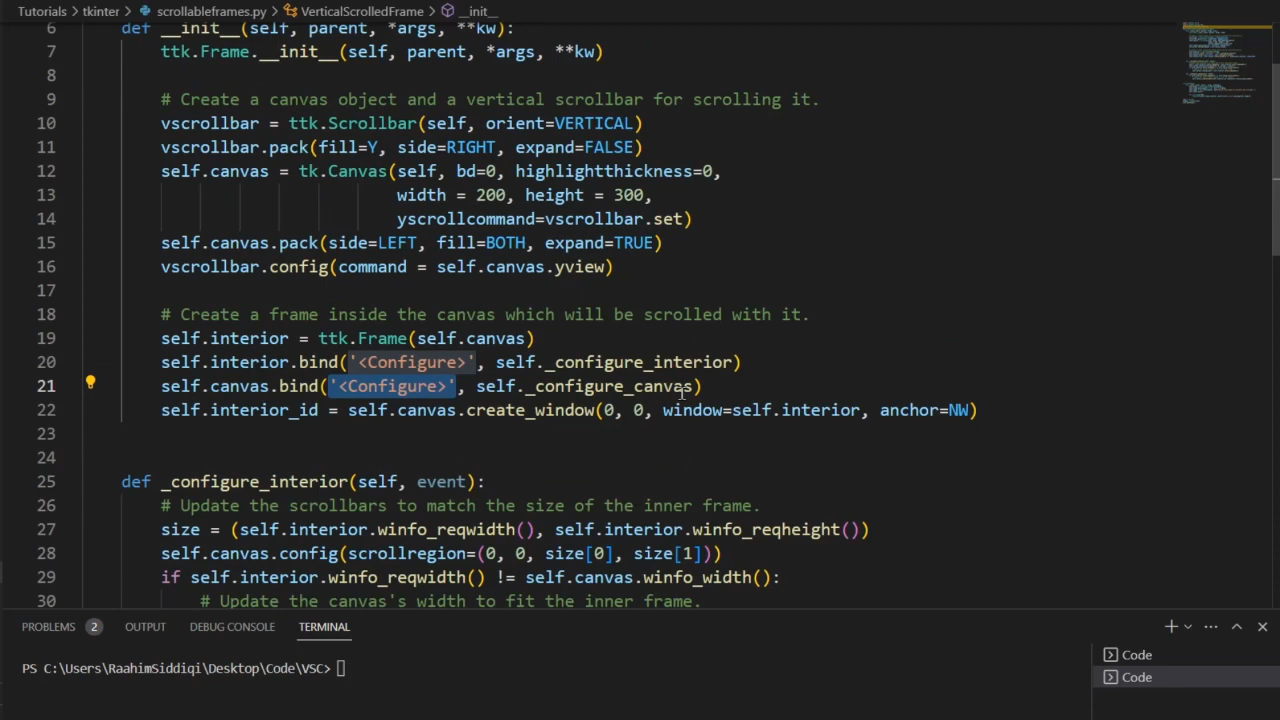 Tutorials > tkinter > scrollableframes.py > VerticalScrolledFrame > __init__
6 def __init__(self, parent, *args, **kw):
7 ttk.Frame.__init__(self, parent, *args, **kw)
8
9 # Create a canvas object and a vertical scrollbar for scrolling it.
10 vscrollbar = ttk.Scrollbar(self, orient=VERTICAL)
11 vscrollbar.pack(fill=Y, side=RIGHT, expand=FALSE)
12 self.canvas = tk.Canvas(self, bd=0, highlightthickness=0,
13 width = 200, height = 300,
14 yscrollcommand=vscrollbar.set)
15 self.canvas.pack(side=LEFT, fill=BOTH, expand=TRUE)
16 vscrollbar.config(command = self.canvas.yview)
17
18 # Create a frame inside the canvas which will be scrolled with it.
19 self.interior = ttk.Frame(self.canvas)
20 self.interior.bind('<Configure>', self._configure_interior)
21 self.canvas.bind('<Configure>', self._configure_canvas)
22 self.interior_id = self.canvas.create_window(0, 0, window=self.interior, anchor=NW)
23
24
25 def _configure_interior(self, event):
26 # Update the scrollbars to match the size of the inner frame.
27 size = (self.interior.winfo_reqwidth(), self.interior.winfo_reqheight())
28 self.canvas.config(scrollregion=(0, 0, size[0], size[1]))
29 if self.interior.winfo_reqwidth() != self.canvas.winfo_width():
30 # Update the canvas's width to fit the inner frame.
PROBLEMS 2 OUTPUT DEBUG CONSOLE TERMINAL
PS C:\Users\RaahimSiddiqi\Desktop\Code\VSC>
Code
Code